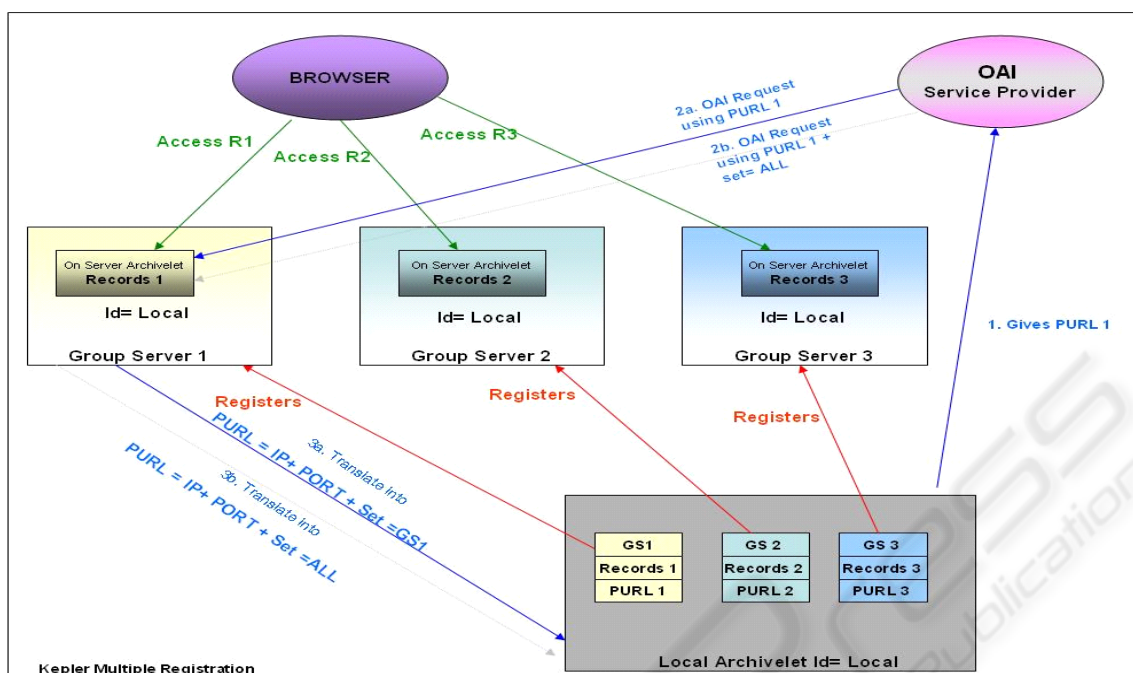 BROWSER
OAI
Service Provider
2a. OAI Request
using PURL 1
2b. OAI Request
using PURL 1 +
set= ALL
Access R1
Access R2
Access R3
On Server Archivelet
Records 1
Id= Local
Group Server 1
On Server Archivelet
Records 2
Id= Local
Group Server 2
On Server Archivelet
Records 3
Id= Local
Group Server 3
1. Gives PURL 1
Registers
Registers
Registers
3a. Translate into
PURL = IP+ PORT + Set =GS1
3b. Translate into
PURL = IP+ PORT + Set =ALL
GS1
Records 1
PURL 1
GS 2
Records 2
PURL 2
GS 3
Records 3
PURL 3
Local Archivelet Id= Local
Kepler Multiple Registration